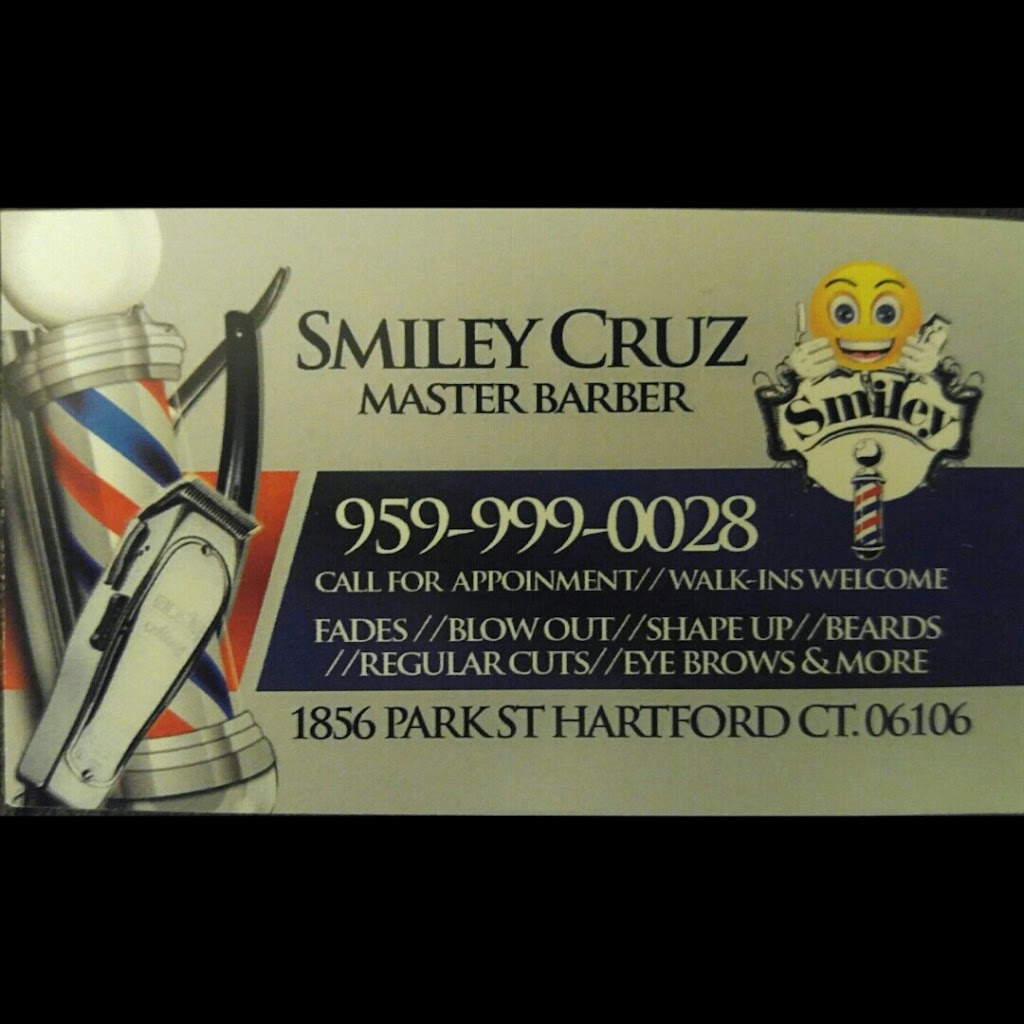 SMILEY CRUZ
MASTER BARBER
Smiley
959-999-0028
CALL FOR APPOINMENT// WALK-INS WELCOME
FADES //BLOW OUT//SHAPE UP//BEARDS
//REGULAR CUTS//EYE BROWS & MORE
1856 PARK ST HARTFORD CT. 06106